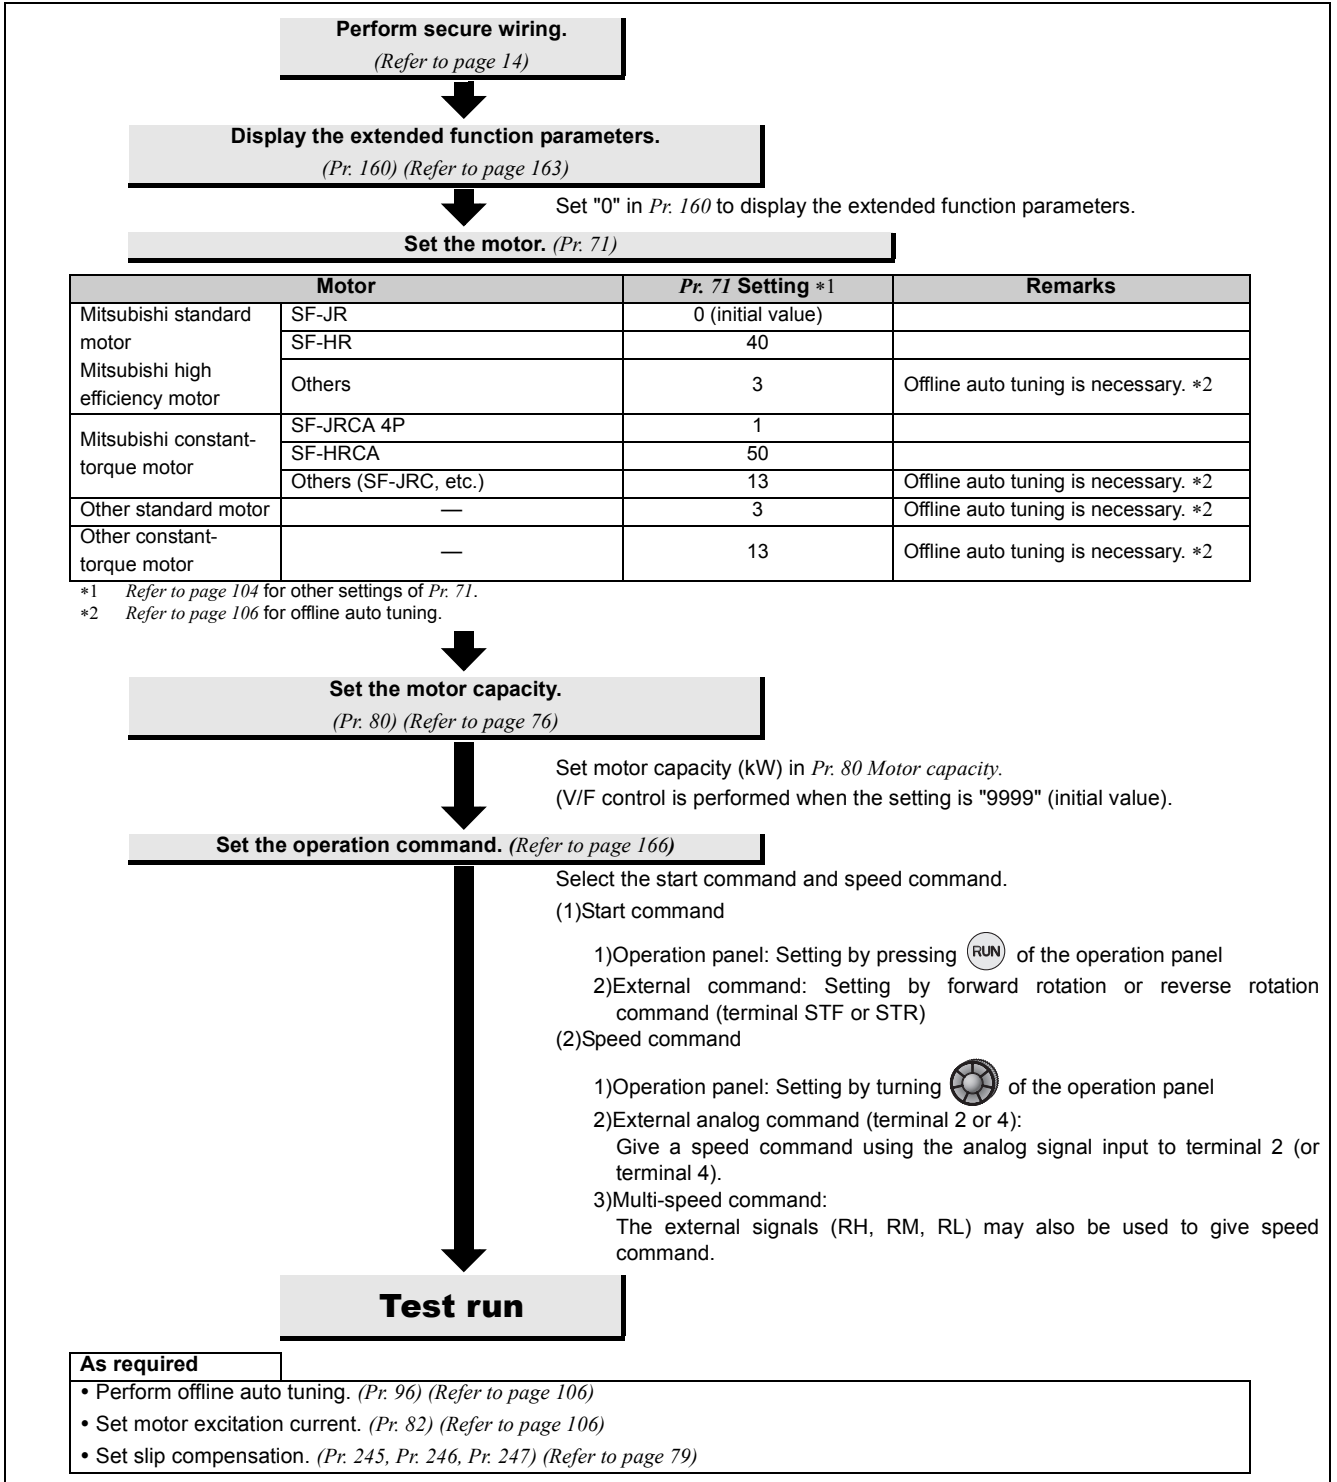 Perform secure wiring.
(Refer to page 14)
Display the extended function parameters.
(Pr. 160) (Refer to page 163)
Set "0" in Pr. 160 to display the extended function parameters.
Set the motor. (Pr. 71)
Motor Pr. 71 Setting *1 Remarks
Mitsubishi standard motor Mitsubishi high efficiency motor SF-JR 0 (initial value)
SF-HR 40
Others 3 Offline auto tuning is necessary. *2
Mitsubishi constant-torque motor SF-JRCA 4P 1
SF-HRCA 50
Others (SF-JRC, etc.) 13 Offline auto tuning is necessary. *2
Other standard motor — 3 Offline auto tuning is necessary. *2
Other constant-torque motor — 13 Offline auto tuning is necessary. *2
*1 Refer to page 104 for other settings of Pr. 71.
*2 Refer to page 106 for offline auto tuning.
Set the motor capacity.
(Pr. 80) (Refer to page 76)
Set motor capacity (kW) in Pr. 80 Motor capacity.
(V/F control is performed when the setting is "9999" (initial value).
Set the operation command. (Refer to page 166)
Select the start command and speed command.
(1)Start command
1)Operation panel: Setting by pressing RUN of the operation panel
2)External command: Setting by forward rotation or reverse rotation
command (terminal STF or STR)
(2)Speed command
1)Operation panel: Setting by turning of the operation panel
2)External analog command (terminal 2 or 4):
Give a speed command using the analog signal input to terminal 2 (or
terminal 4).
3)Multi-speed command:
The external signals (RH, RM, RL) may also be used to give speed
command.
Test run
As required
• Perform offline auto tuning. (Pr. 96) (Refer to page 106)
• Set motor excitation current. (Pr. 82) (Refer to page 106)
• Set slip compensation. (Pr. 245, Pr. 246, Pr. 247) (Refer to page 79)